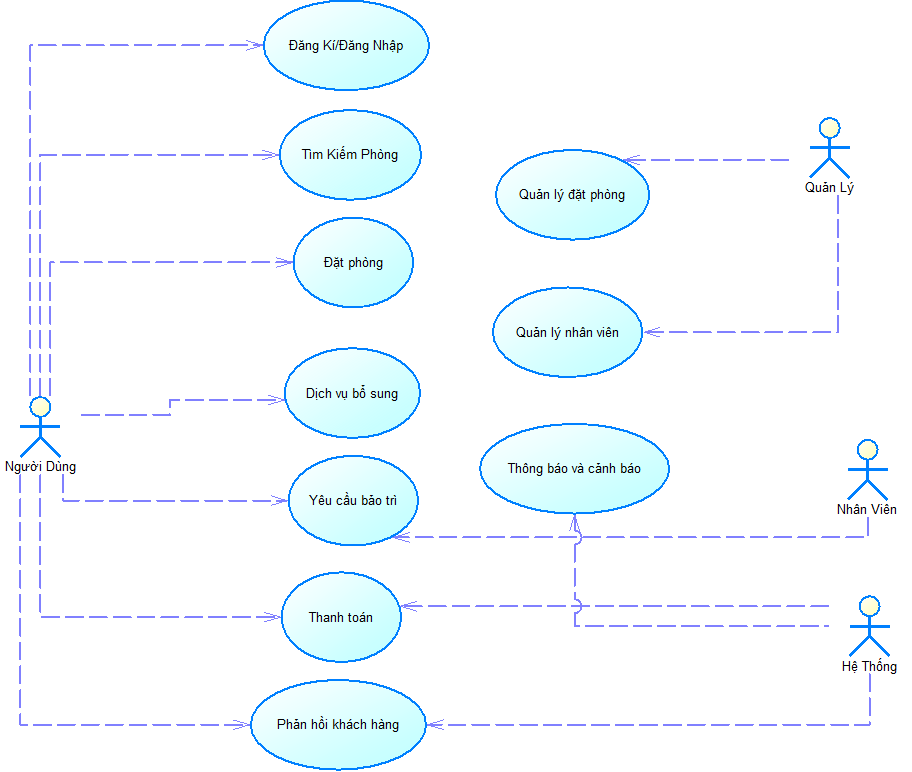 Đăng Kí/Đăng Nhập
Tìm Kiếm Phòng
Quản Lý
Quản lý đặt phòng
Đặt phòng
Quản lý nhân viên
Dịch vụ bổ sung
Người Dùng
Thông báo và cảnh báo
Yêu cầu bảo trì
Nhân Viên
Thanh toán
Hệ Thống
Phản hồi khách hàng